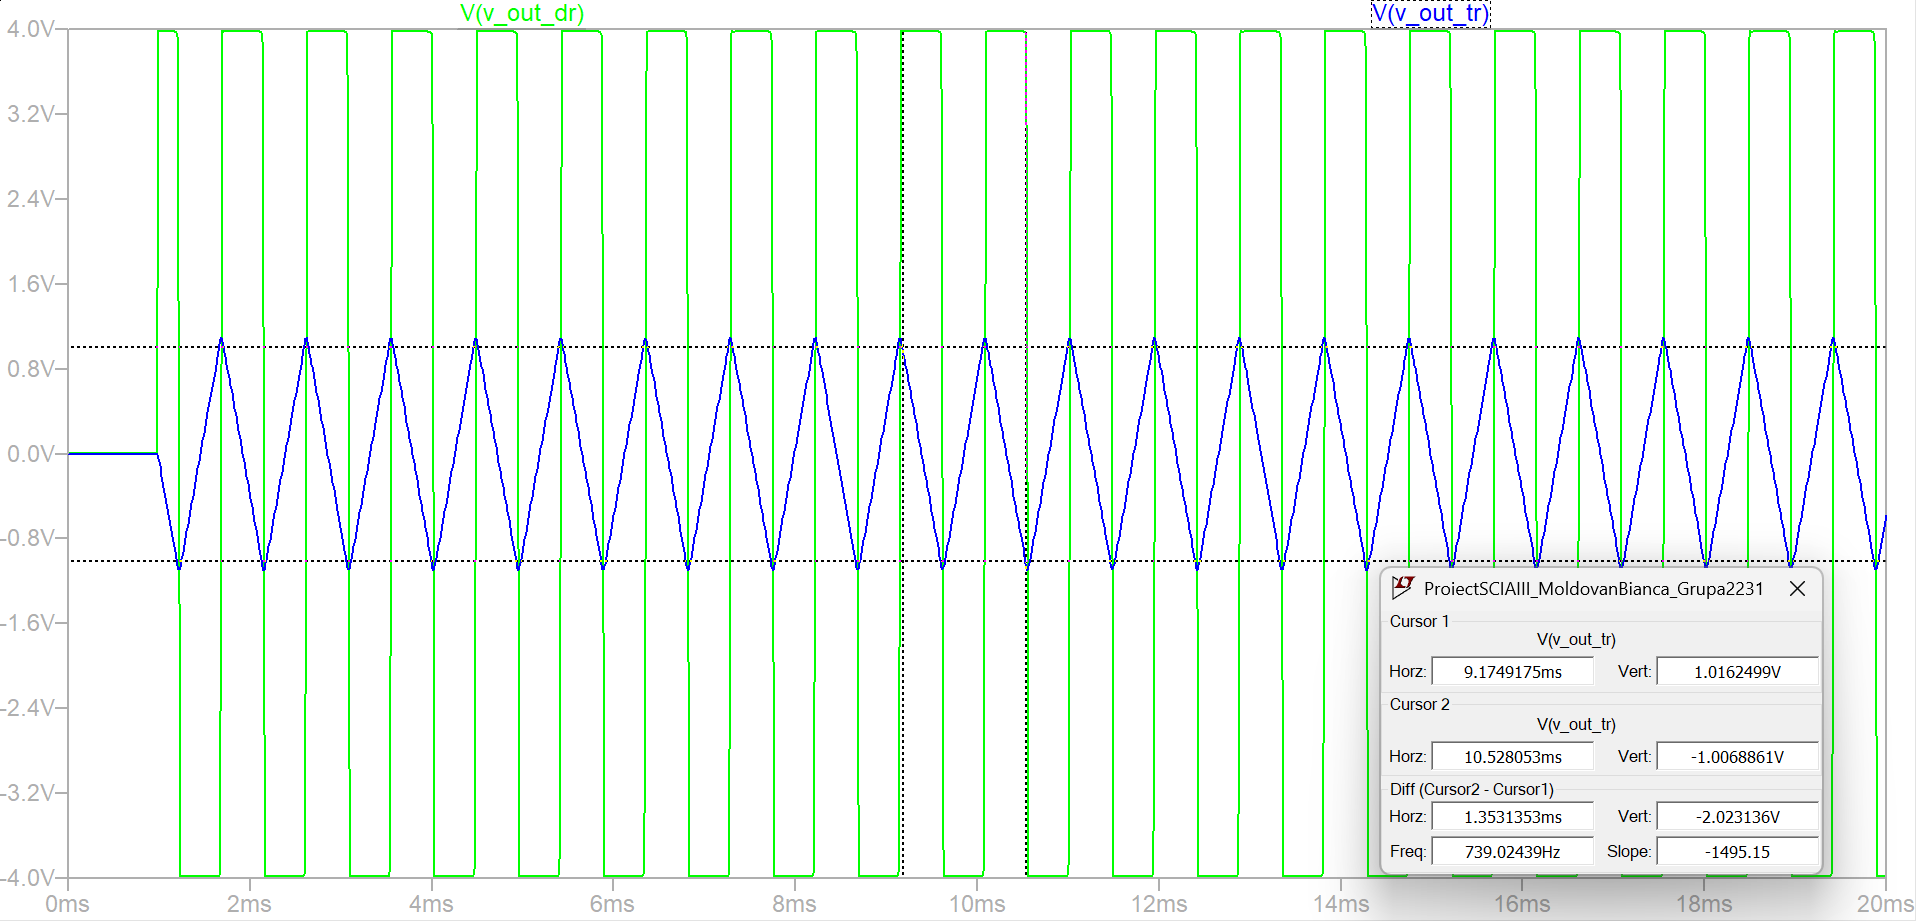 V(v_out_dr) V(v_out_tr)
4.0V
3.2V
2.4V
1.6V
0.8V
0.0V
-0.8V
-1.6V
-2.4V
-3.2V
-4.0V
0ms 2ms 4ms 6ms 8ms 10ms 12ms 14ms 16ms 18ms 20ms
LT ProiectSCIAIII_MoldovanBianca_Grupa2231
Cursor 1
V(v_out_tr)
Horz: 9.1749175ms Vert: 1.0162499V
Cursor 2
V(v_out_tr)
Horz: 10.528053ms Vert: -1.0068861V
Diff (Cursor2 - Cursor1)
Horz: 1.3531353ms Vert: -2.023136V
Freq: 739.02439Hz Slope: -1495.15